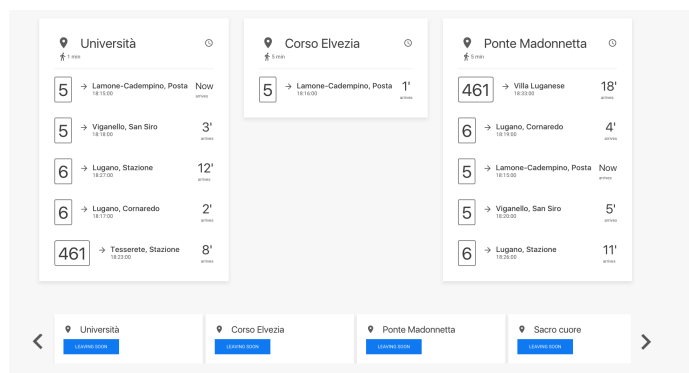 Università
1 min
5 → Lamone-Cadempino, Posta Now
18:15:00 arrives
5 → Viganello, San Siro 3'
18:18:00 arrives
6 → Lugano, Stazione 12'
18:27:00 arrives
6 → Lugano, Cornaredo 2'
18:17:00 arrives
461 → Tesserete, Stazione 8'
18:23:00 arrives
Corso Elvezia
5 min
5 → Lamone-Cadempino, Posta 1'
18:16:00 arrives
Ponte Madonnetta
5 min
461 → Villa Luganese 18'
18:33:00 arrives
6 → Lugano, Cornaredo 4'
18:19:00 arrives
5 → Lamone-Cadempino, Posta Now
18:15:00 arrives
5 → Viganello, San Siro 5'
18:20:00 arrives
6 → Lugano, Stazione 11'
18:26:00 arrives
Università
LEAVING SOON
Corso Elvezia
LEAVING SOON
Ponte Madonnetta
LEAVING SOON
Sacro cuore
LEAVING SOON